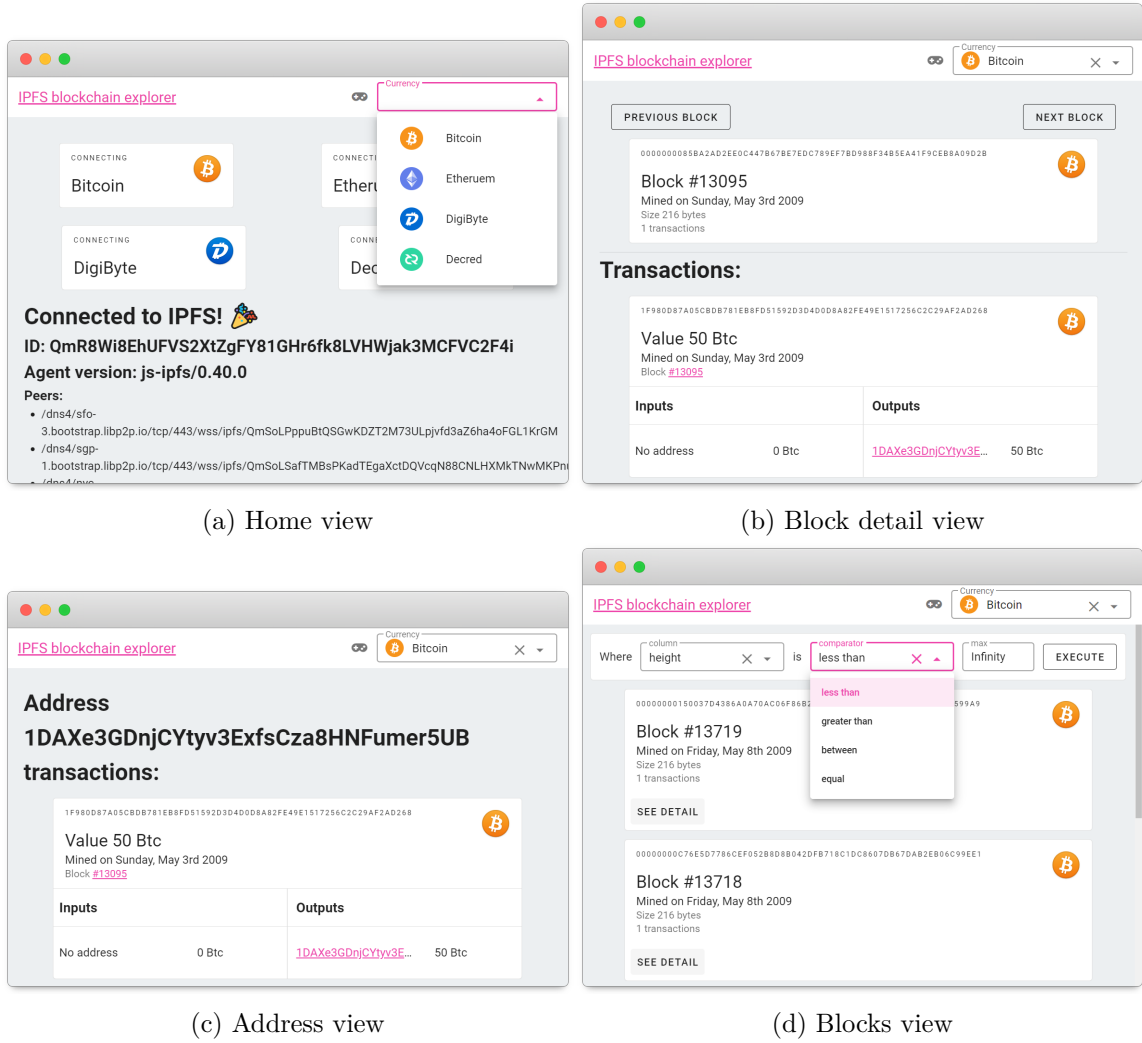 IPFS blockchain explorer
Currency
CONNECTING
Bitcoin
CONNECTI
Etheru
CONNECTING
DigiByte
CONNE
Dec
Bitcoin
Etheruem
DigiByte
Decred
Connected to IPFS! 🎉
ID: QmR8Wi8EhUFVS2XtZgFY81GHr6fk8LVHWjak3MCFVC2F4i
Agent version: js-ipfs/0.40.0
Peers:
• /dns4/sfo-
3.bootstrap.libp2p.io/tcp/443/wss/ipfs/QmSoLPppuBtQSGwKDZT2M73ULpjvfd3aZ6ha4oFGL1KrGM
• /dns4/sgp-
1.bootstrap.libp2p.io/tcp/443/wss/ipfs/QmSoLSafTMBsPKadTEgaXctDQVcqN88CNLHXMkTNwMKPnu
• /dns4/nyc-
(a) Home view
IPFS blockchain explorer
Currency
Bitcoin
PREVIOUS BLOCK
NEXT BLOCK
0000000085BA2AD2EE0C447B67BE7EDC789EF7BD988F34B5EA41F9CEB8A09D2B
Block #13095
Mined on Sunday, May 3rd 2009
Size 216 bytes
1 transactions
Transactions:
1F980D87A05CBDB781EB8FD51592D3D4D0D8A82FE49E1517256C2C29AF2AD268
Value 50 Btc
Mined on Sunday, May 3rd 2009
Block #13095
Inputs
Outputs
No address 0 Btc
1DAXe3GDnjCYtyv3E... 50 Btc
(b) Block detail view
IPFS blockchain explorer
Currency
Bitcoin
Address
1DAXe3GDnjCYtyv3ExfsCza8HNFumer5UB
transactions:
1F980D87A05CBDB781EB8FD51592D3D4D0D8A82FE49E1517256C2C29AF2AD268
Value 50 Btc
Mined on Sunday, May 3rd 2009
Block #13095
Inputs
Outputs
No address 0 Btc
1DAXe3GDnjCYtyv3E... 50 Btc
(c) Address view
IPFS blockchain explorer
Currency
Bitcoin
Where
column
height
is
comparator
less than
max
Infinity
EXECUTE
less than
greater than
between
equal
00000000150037D4386A0A70AC06F86B2 599A9
Block #13719
Mined on Friday, May 8th 2009
Size 216 bytes
1 transactions
SEE DETAIL
00000000C76E5D7786CEF052B8D8B042DFB718C1DC8607DB67DAB2EB06C99EE1
Block #13718
Mined on Friday, May 8th 2009
Size 216 bytes
1 transactions
SEE DETAIL
(d) Blocks view